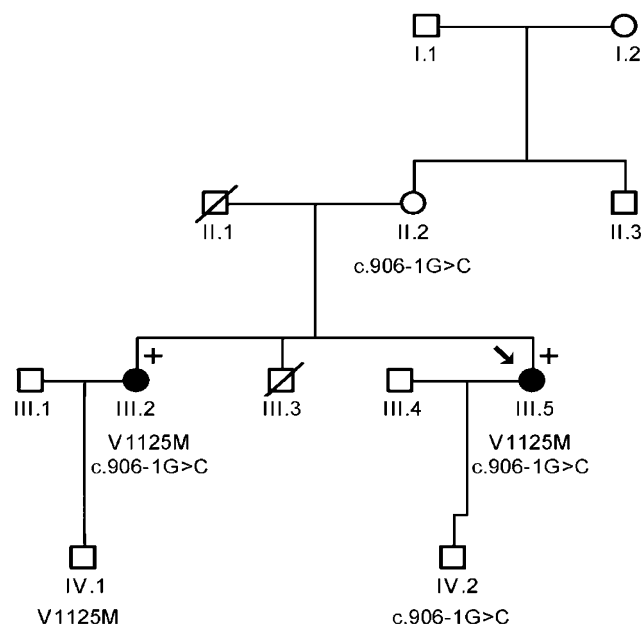 I.1
I.2
II.1
II.2
II.3
c.906-1G>C
+
+
III.1
III.2
III.3
III.4
III.5
V1125M
c.906-1G>C
V1125M
c.906-1G>C
IV.1
IV.2
V1125M
c.906-1G>C